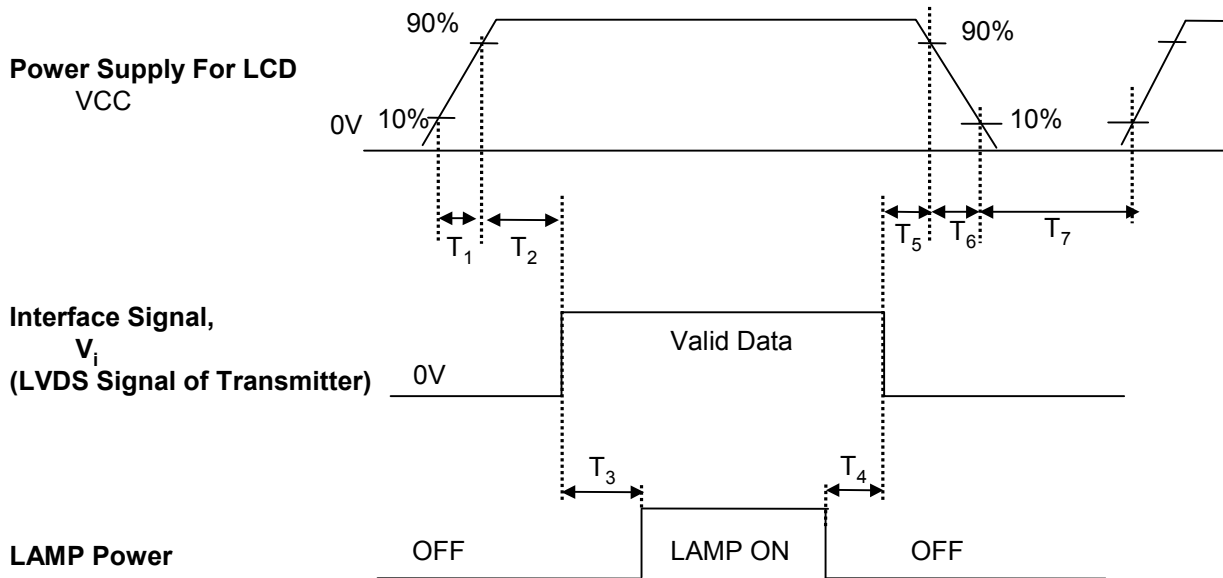 90%
90%
Power Supply For LCD
VCC
0V
10%
10%
T1
T2
T5
T6
T7
Interface Signal,
Vi
(LVDS Signal of Transmitter)
0V
Valid Data
T3
T4
LAMP Power
OFF
LAMP ON
OFF